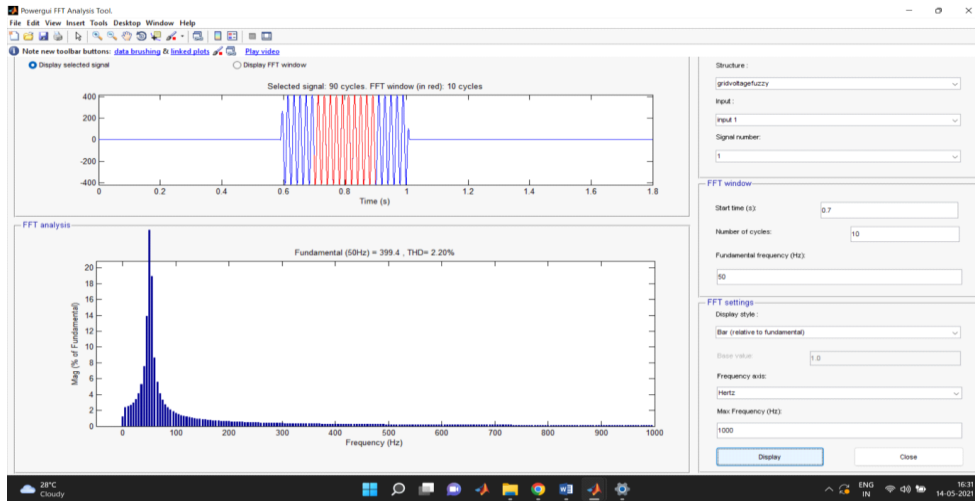 Powergui FFT Analysis Tool.
File Edit View Insert Tools Desktop Window Help
Note new toolbar buttons: data brushing & linked plots Play video
Display selected signal
Display FFT window
Selected signal: 90 cycles. FFT window (in red): 10 cycles
400
200
0
-200
-400
0 0.2 0.4 0.6 0.8 1 1.2 1.4 1.6 1.8
Time (s)
FFT analysis
Fundamental (50Hz) = 399.4 , THD= 2.20%
Mag (% of Fundamental)
20
18
16
14
12
10
8
6
4
2
0
0 100 200 300 400 500 600 700 800 900 1000
Frequency (Hz)
Structure :
gridvoltagefuzzy
Input :
input 1
Signal number:
1
FFT window
Start time (s): 0.7
Number of cycles: 10
Fundamental frequency (Hz):
50
FFT settings
Display style :
Bar (relative to fundamental)
Base value: 1.0
Frequency axis:
Hertz
Max Frequency (Hz):
1000
Display
Close
28°C
Cloudy
ENG
IN
16:31
14-05-2021